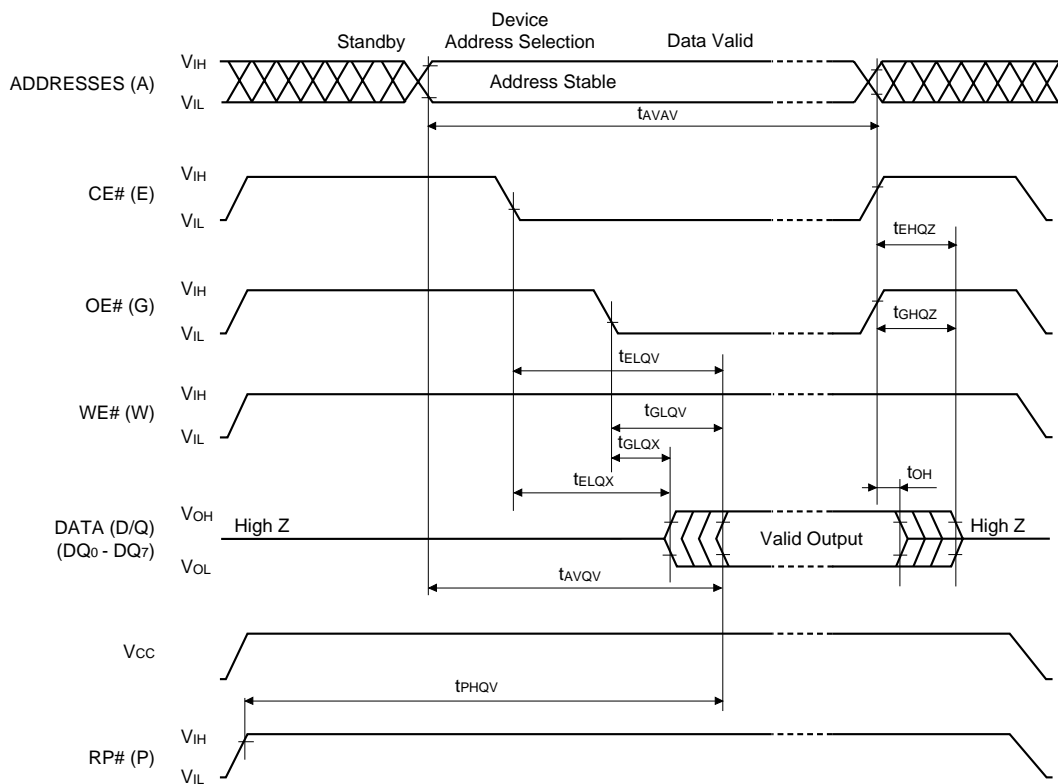 Device
Standby Address Selection Data Valid
VIH
ADDRESSES (A) Address Stable
VIL
tAVAV
VIH
CE# (E)
VIL
tEHQZ
VIH
OE# (G)
tGHQZ
VIL
tELQV
VIH
WE# (W)
tGLQV
VIL
tGLQX
tELQX
tOH
VOH
High Z High Z
DATA (D/Q)
(DQ0 - DQ7)
Valid Output
VOL
tAVQV
VCC
tPHQV
VIH
RP# (P)
VIL